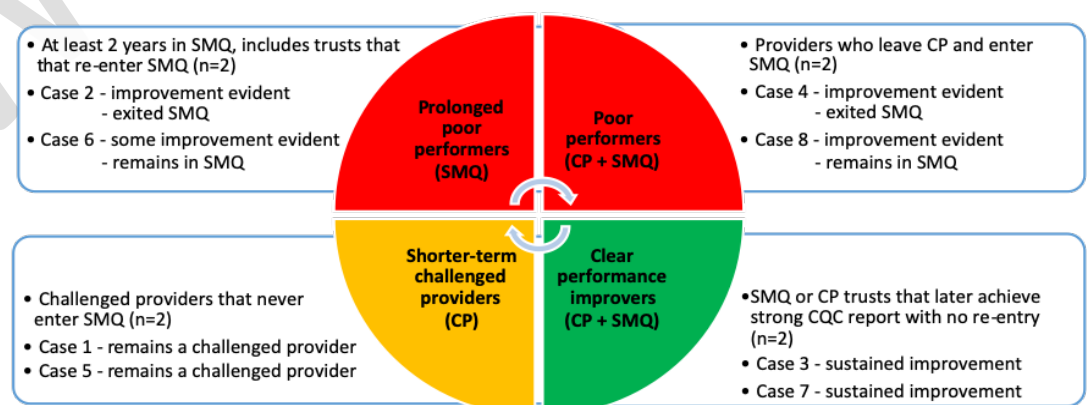 • At least 2 years in SMQ, includes trusts that
that re-enter SMQ (n=2)
• Case 2 - improvement evident
- exited SMQ
• Case 6 - some improvement evident
- remains in SMQ
Prolonged
poor
performers
(SMQ)
Poor
performers
(CP + SMQ)
• Providers who leave CP and enter
SMQ (n=2)
• Case 4 - improvement evident
- exited SMQ
• Case 8 - improvement evident
- remains in SMQ
• Challenged providers that never
enter SMQ (n=2)
• Case 1 - remains a challenged provider
• Case 5 - remains a challenged provider
Shorter-term
challenged
providers
(CP)
Clear
performance
improvers
(CP + SMQ)
•SMQ or CP trusts that later achieve
strong CQC report with no re-entry
(n=2)
• Case 3 - sustained improvement
• Case 7 - sustained improvement